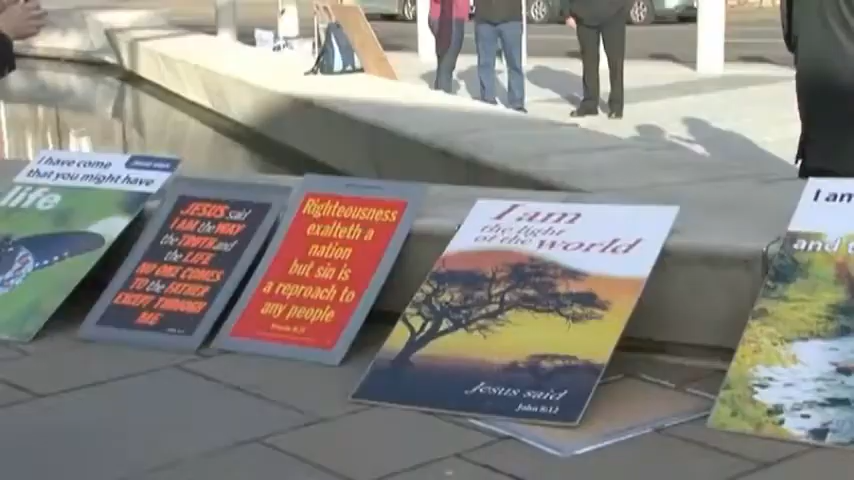 I have come
that you might have
life
JESUS said
I AM the WAY
the TRUTH and
the LIFE
NO ONE COMES
TO the FATHER
EXCEPT THROUGH
ME
Righteousness
exalteth a
nation
but sin is
a reproach to
any people
I am
the light
of the world
Jesus said
John 8:12
I am
and t